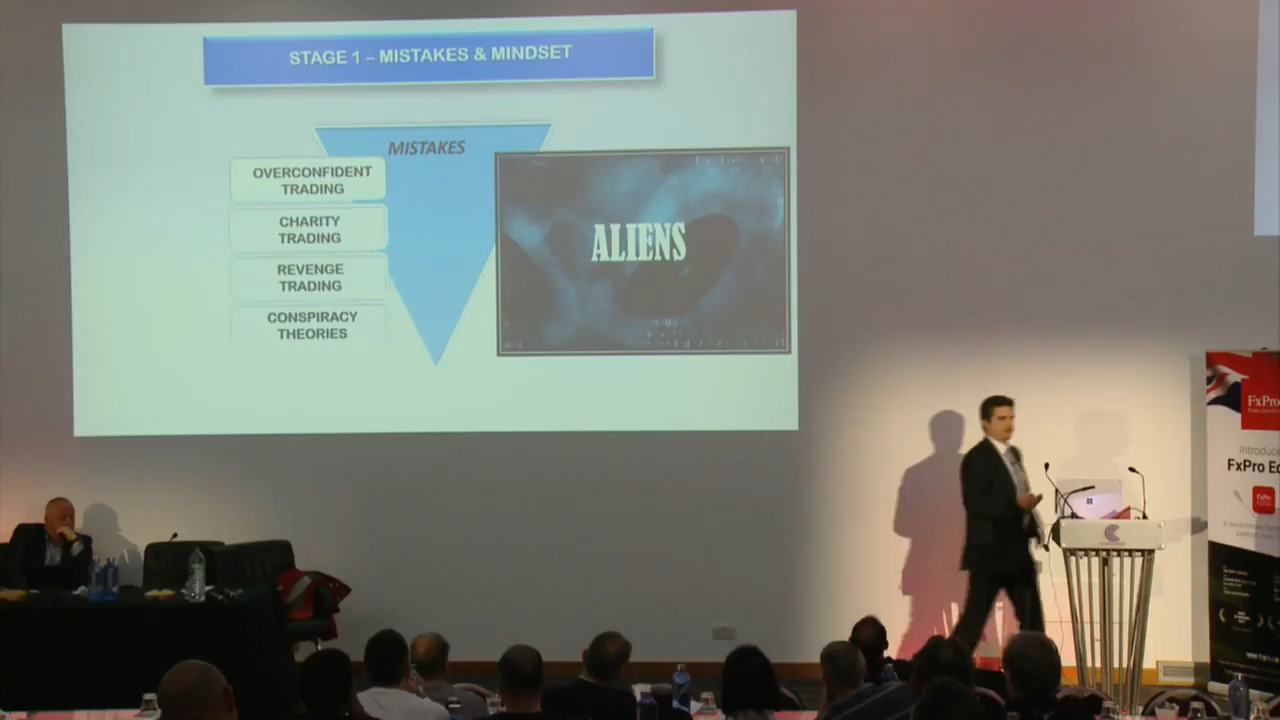 STAGE 1 – MISTAKES & MINDSET
MISTAKES
OVERCONFIDENT
TRADING
CHARITY
TRADING
REVENGE
TRADING
CONSPIRACY
THEORIES
ALIENS
FxPro
FxPro